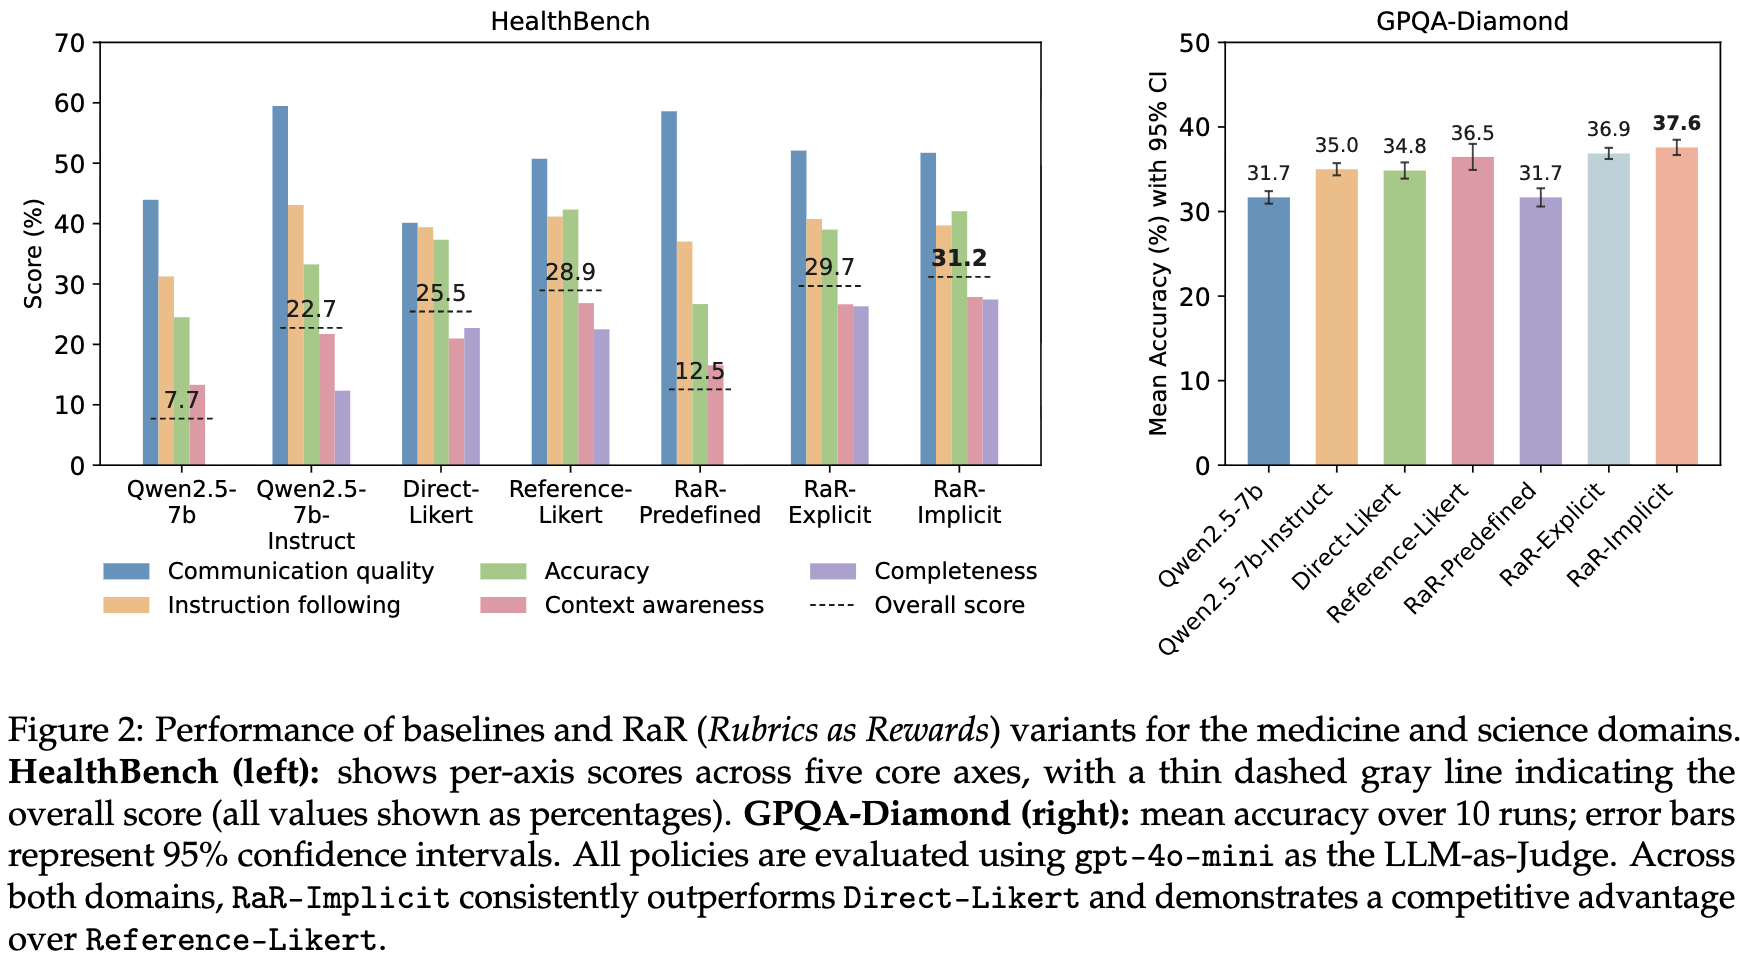 HealthBench
70
60
50
40
30
20
10
0
Score (%)
7.7
22.7
25.5
28.9
12.5
29.7
31.2
Qwen2.5-
7b
Qwen2.5-
7b-
Instruct
Direct-
Likert
Reference-
Likert
RaR-
Predefined
RaR-
Explicit
RaR-
Implicit
Communication quality
Instruction following
Accuracy
Context awareness
Completeness
Overall score
GPQA-Diamond
50
40
30
20
10
0
Mean Accuracy (%) with 95% CI
31.7
35.0
34.8
36.5
31.7
36.9
37.6
Qwen2.5-7b
Qwen2.5-7b-Instruct
Direct-Likert
Reference-Likert
RaR-Predefined
RaR-Explicit
RaR-Implicit
Figure 2: Performance of baselines and RaR (Rubrics as Rewards) variants for the medicine and science domains.
HealthBench (left): shows per-axis scores across five core axes, with a thin dashed gray line indicating the
overall score (all values shown as percentages). GPQA-Diamond (right): mean accuracy over 10 runs; error bars
represent 95% confidence intervals. All policies are evaluated using gpt-4o-mini as the LLM-as-Judge. Across
both domains, RaR-Implicit consistently outperforms Direct-Likert and demonstrates a competitive advantage
over Reference-Likert.